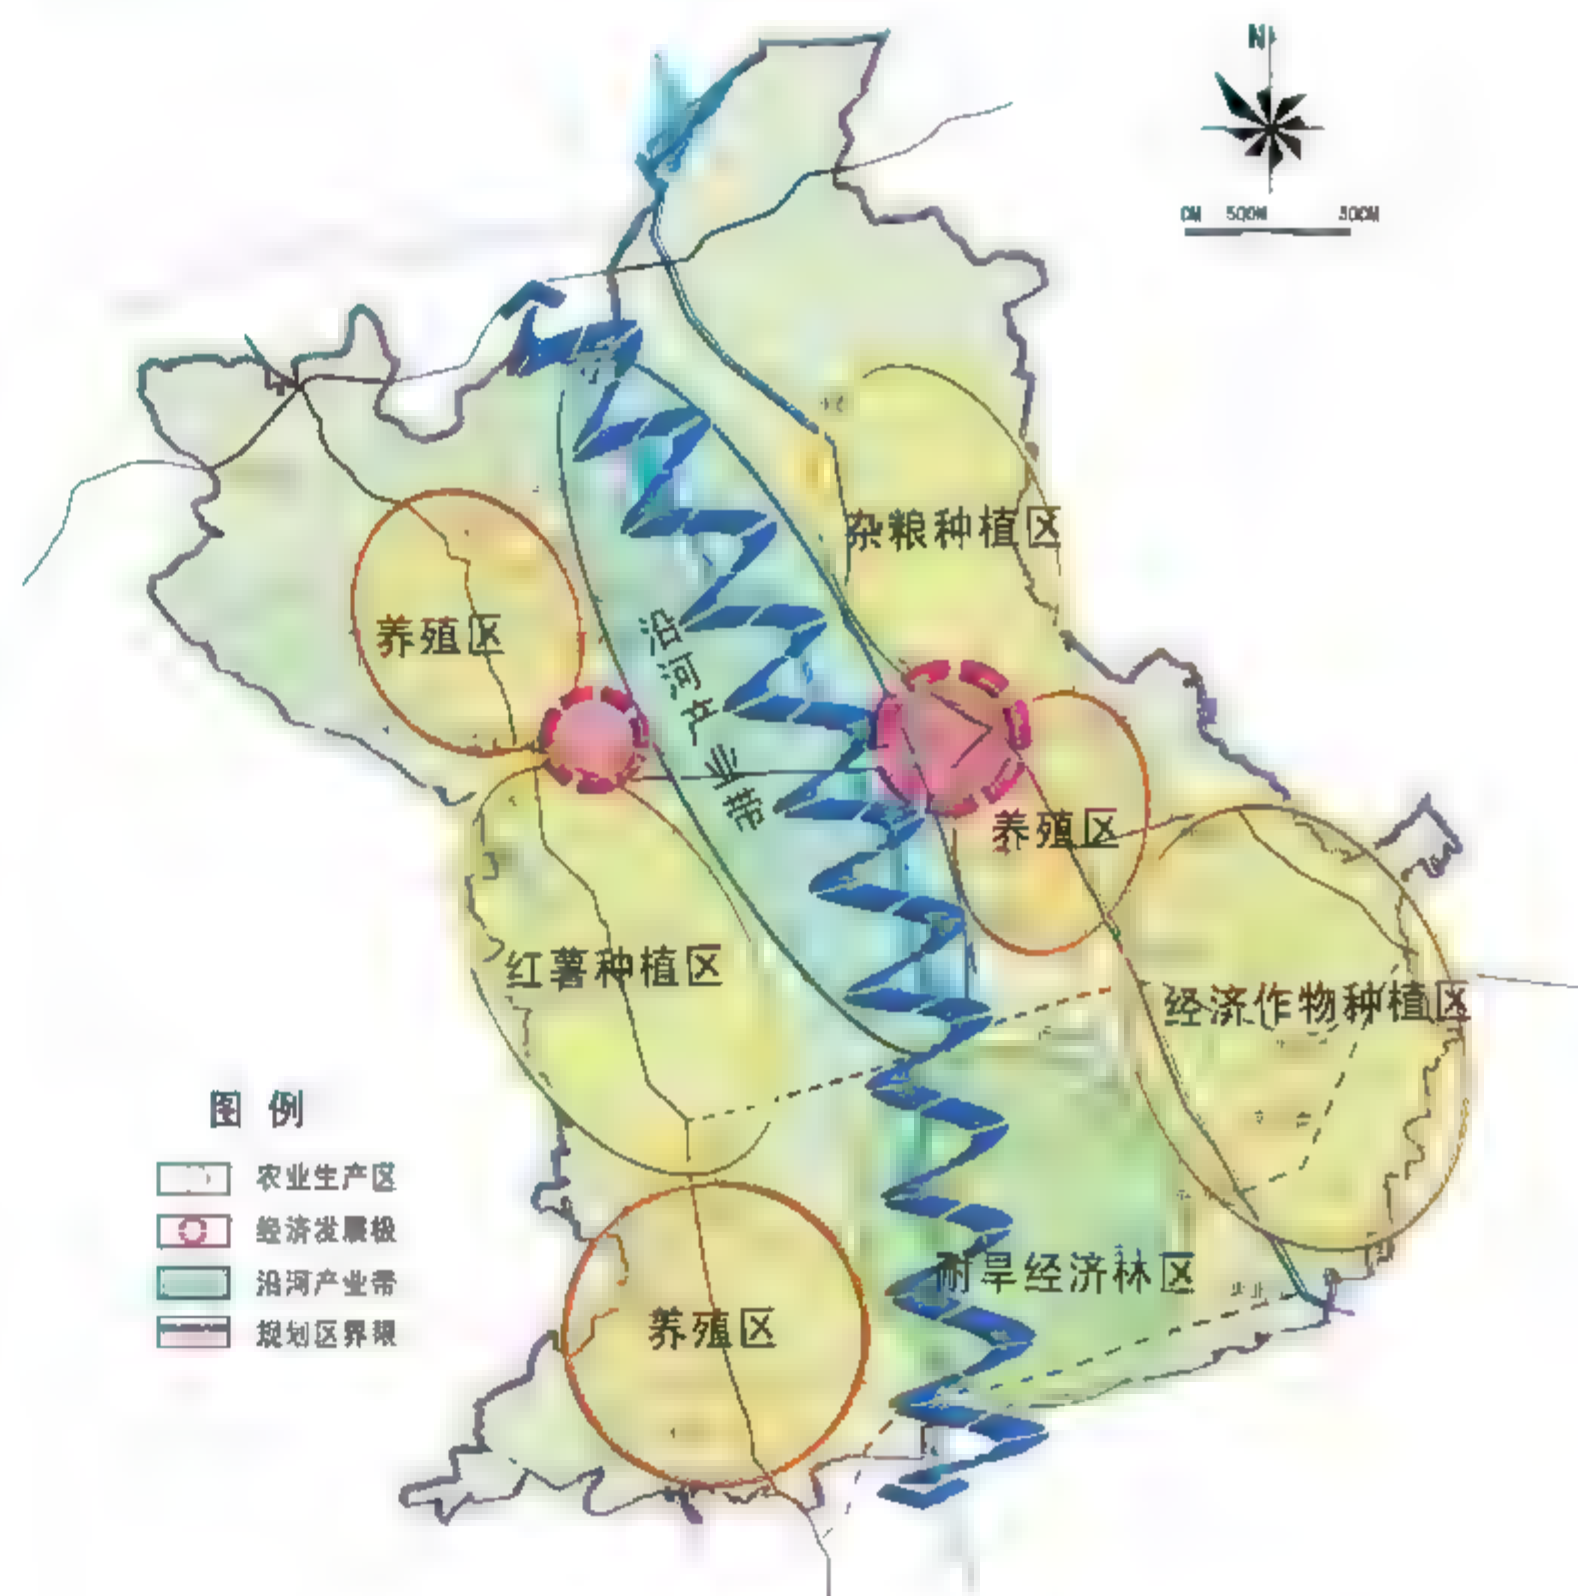 N
0M 500M 300M
杂粮种植区
养殖区
沿河产业带
养殖区
红薯种植区
经济作物种植区
耐旱经济林区
养殖区
图例
农业生产区
经济发展极
沿河产业带
规划区界限